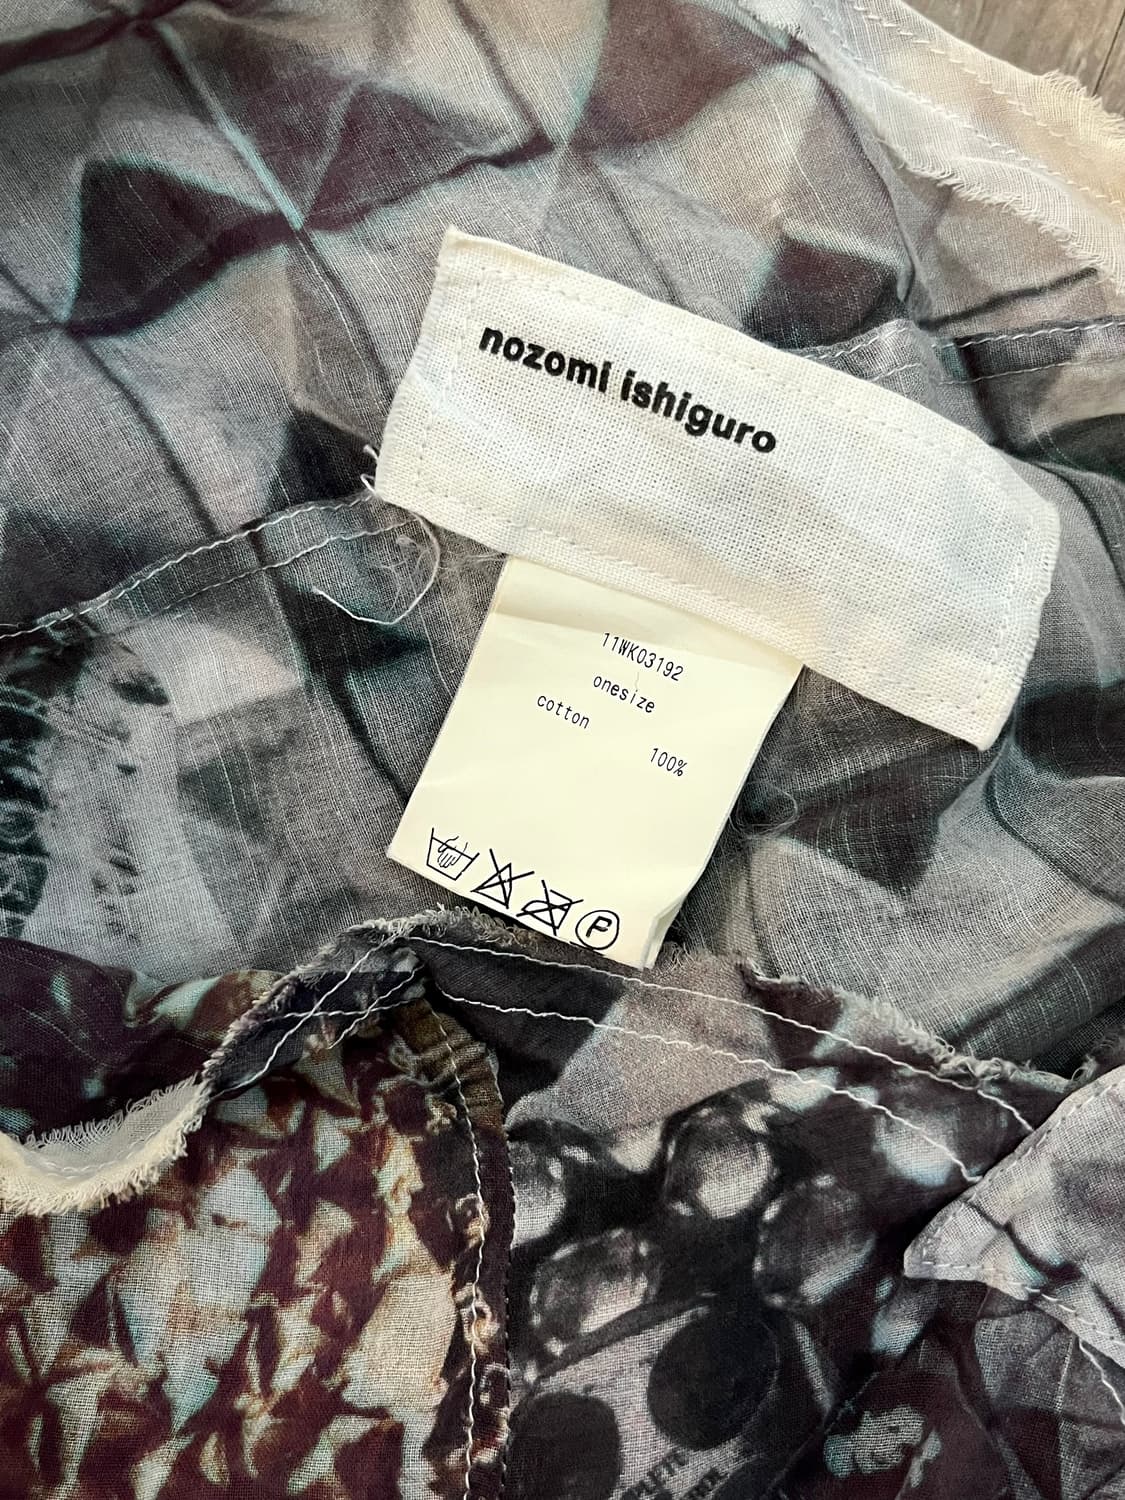 nozomi ishiguro
11WK03192
onesize
cotton
100%
P